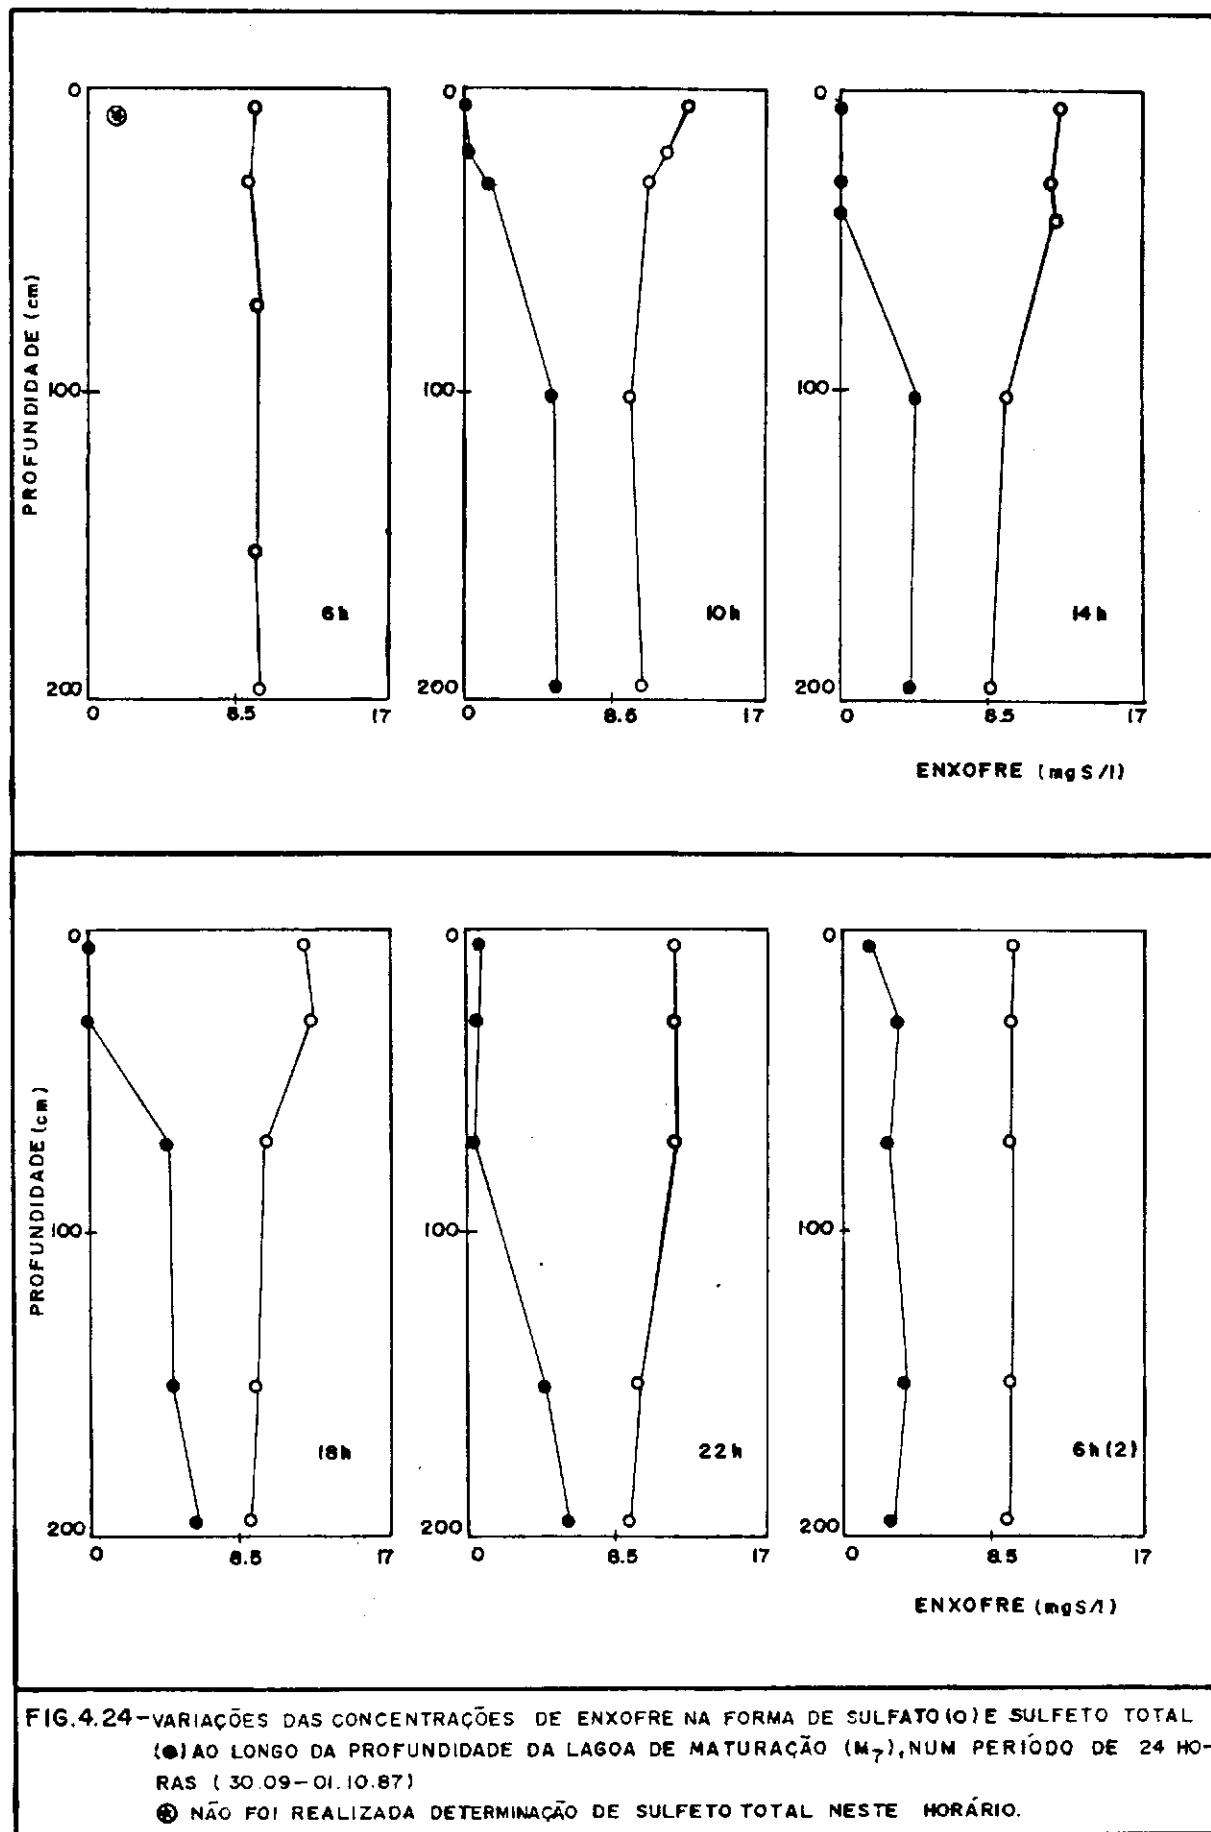 0
PROFUNDIDADE (cm)
100
200
0 8.5 17
6h
0
100
200
0 8.5 17
10h
0
100
200
0 8.5 17
14h
ENXOFRE (mgS/l)
0
PROFUNDIDADE (cm)
100
200
0 8.5 17
18h
0
100
200
0 8.5 17
22h
0
100
200
0 8.5 17
6h (2)
ENXOFRE (mgS/l)
FIG.4.24-VARIAÇÕES DAS CONCENTRAÇÕES DE ENXOFRE NA FORMA DE SULFATO (O) E SULFETO TOTAL
(●) AO LONGO DA PROFUNDIDADE DA LAGOA DE MATURAÇÃO (M7), NUM PERÍODO DE 24 HO-
RAS (30.09-01.10.87)
⊛ NÃO FOI REALIZADA DETERMINAÇÃO DE SULFETO TOTAL NESTE HORÁRIO.